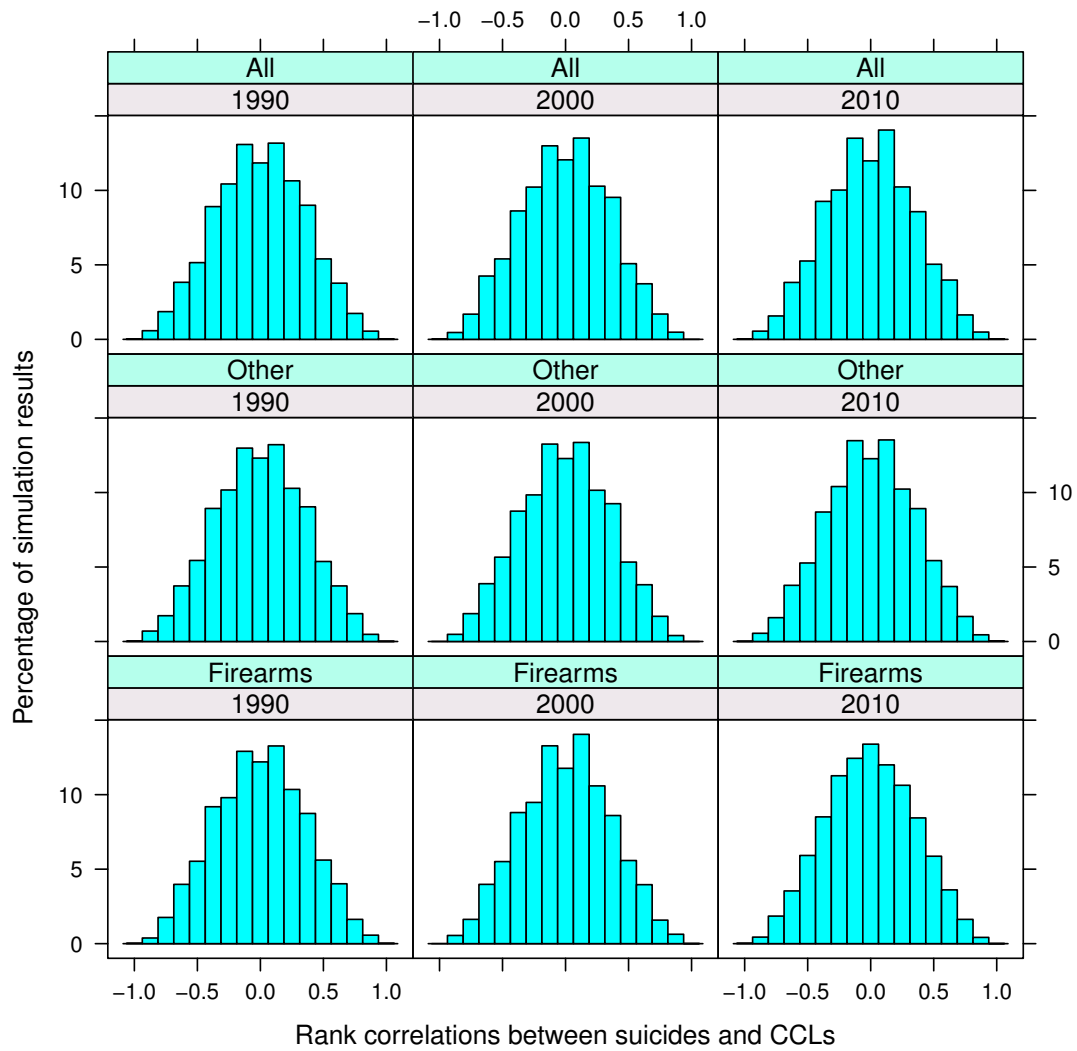 −1.0 −0.5 0.0 0.5 1.0
All All All
1990 2000 2010
10
5
0
Other Other Other
1990 2000 2010
10
5
0
Firearms Firearms Firearms
1990 2000 2010
10
5
0
−1.0 −0.5 0.0 0.5 1.0 −1.0 −0.5 0.0 0.5 1.0
Percentage of simulation results
Rank correlations between suicides and CCLs